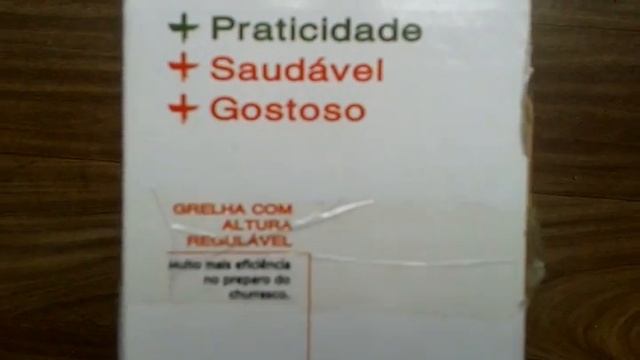 + Praticidade
+ Saudável
+ Gostoso
GRELHA COM
ALTURA
REGULÁVEL
Muito mais eficiência
no preparo do
churrasco.